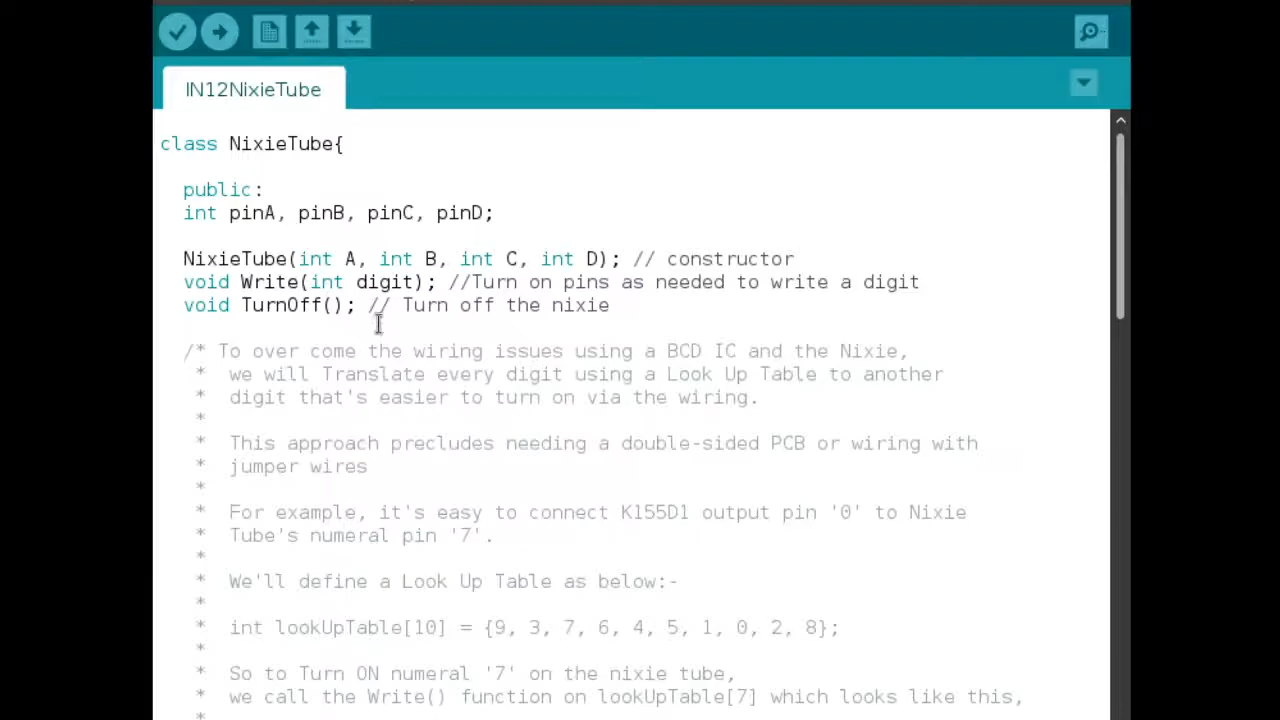 IN12NixieTube
class NixieTube{
public:
int pinA, pinB, pinC, pinD;
NixieTube(int A, int B, int C, int D); // constructor
void Write(int digit); //Turn on pins as needed to write a digit
void TurnOff(); // Turn off the nixie
/* To over come the wiring issues using a BCD IC and the Nixie,
* we will Translate every digit using a Look Up Table to another
* digit that's easier to turn on via the wiring.
*
* This approach precludes needing a double-sided PCB or wiring with
* jumper wires
*
* For example, it's easy to connect K155D1 output pin '0' to Nixie
* Tube's numeral pin '7'.
*
* We'll define a Look Up Table as below:-
*
* int lookUpTable[10] = {9, 3, 7, 6, 4, 5, 1, 0, 2, 8};
*
* So to Turn ON numeral '7' on the nixie tube,
* we call the Write() function on lookUpTable[7] which looks like this,
*